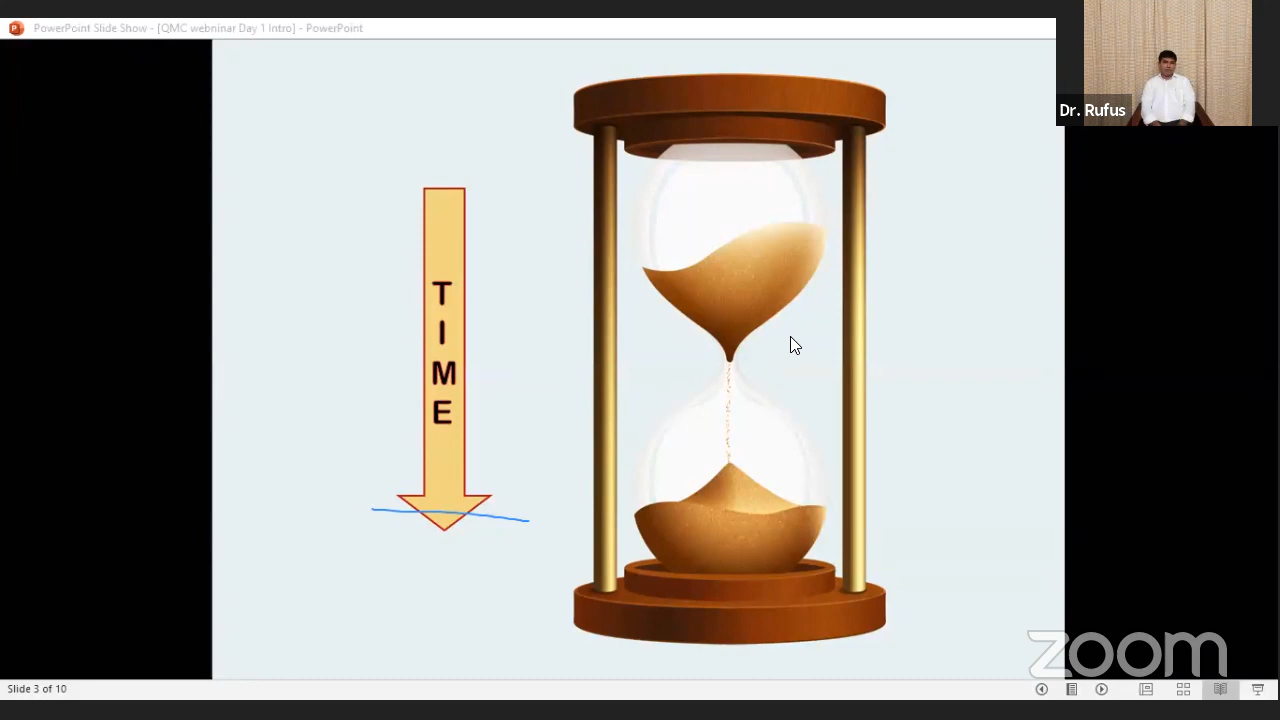 PowerPoint Slide Show - [QMC webninar Day 1 Intro] - PowerPoint
Dr. Rufus
T
I
M
E
zoom
Slide 3 of 10